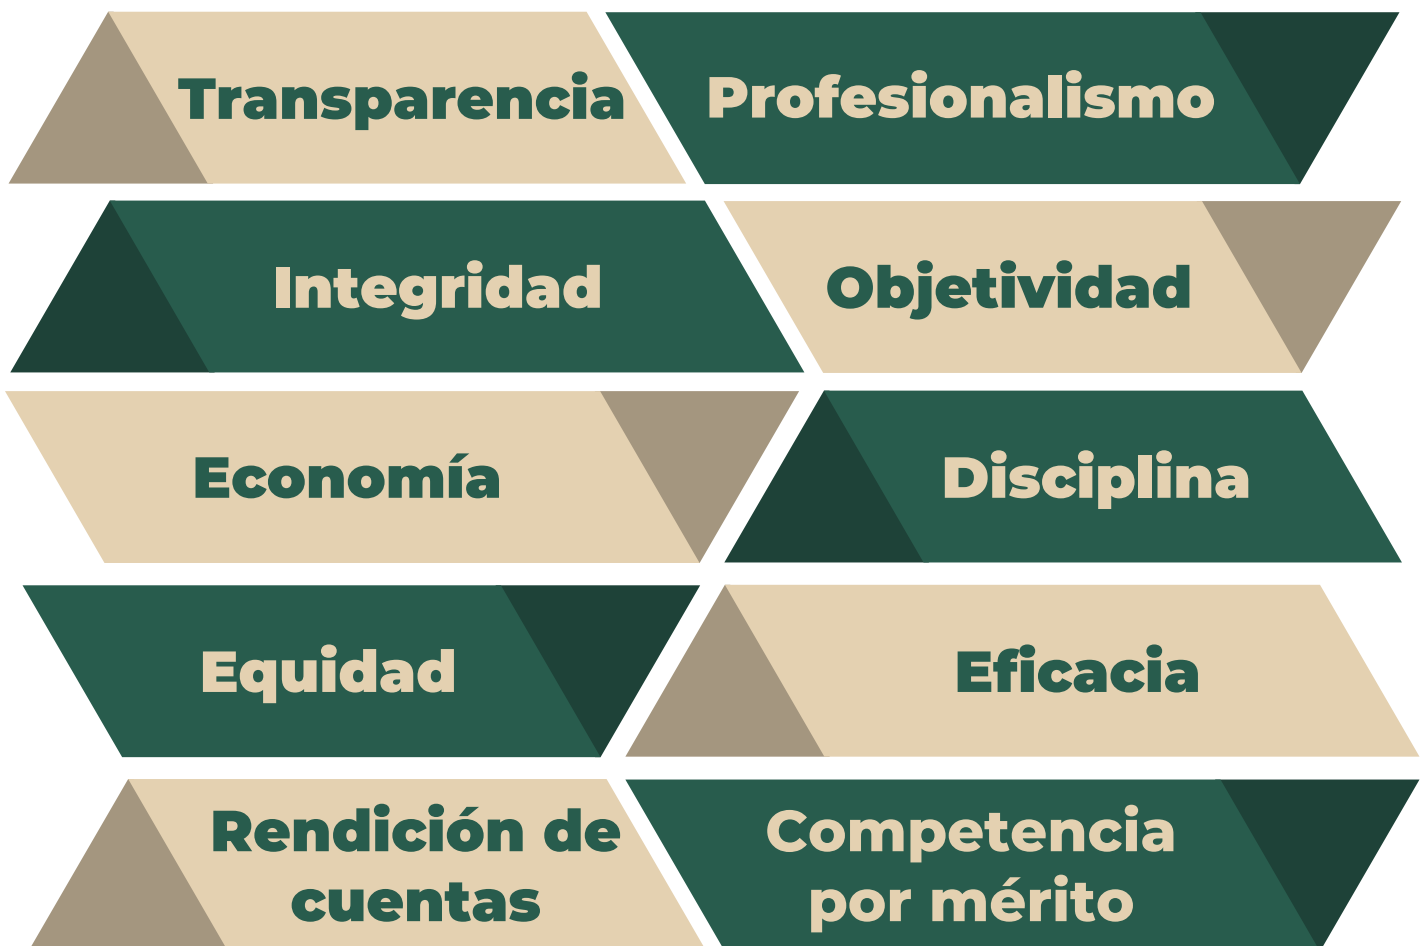 Transparencia
Profesionalismo
Integridad
Objetividad
Economía
Disciplina
Equidad
Eficacia
Rendición de
cuentas
Competencia
por mérito